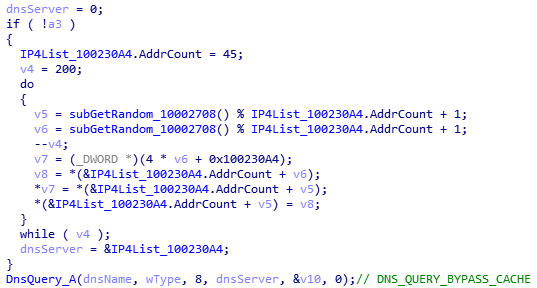 dnsServer = 0;
if ( !a3 )
{
IP4List_100230A4.AddrCount = 45;
v4 = 200;
do
{
v5 = subGetRandom_10002708() % IP4List_100230A4.AddrCount + 1;
v6 = subGetRandom_10002708() % IP4List_100230A4.AddrCount + 1;
--v4;
v7 = (_DWORD *)(4 * v6 + 0x100230A4);
v8 = *(&IP4List_100230A4.AddrCount + v6);
*v7 = *(&IP4List_100230A4.AddrCount + v5);
*(&IP4List_100230A4.AddrCount + v5) = v8;
}
while ( v4 );
dnsServer = &IP4List_100230A4;
}
DnsQuery_A(dnsName, wType, 8, dnsServer, &v10, 0);// DNS_QUERY_BYPASS_CACHE